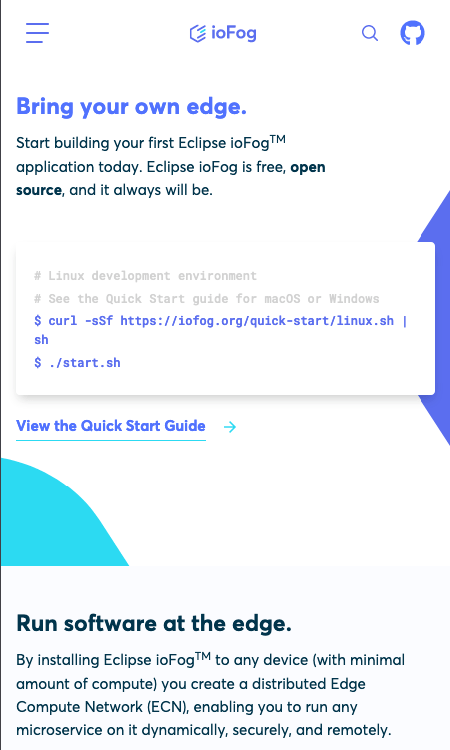 ioFog
Bring your own edge.
Start building your first Eclipse ioFog™
application today. Eclipse ioFog is free, open
source, and it always will be.
# Linux development environment
# See the Quick Start guide for macOS or Windows
$ curl -sSf https://iofog.org/quick-start/linux.sh |
sh
$ ./start.sh
View the Quick Start Guide
Run software at the edge.
By installing Eclipse ioFog™ to any device (with minimal
amount of compute) you create a distributed Edge
Compute Network (ECN), enabling you to run any
microservice on it dynamically, securely, and remotely.